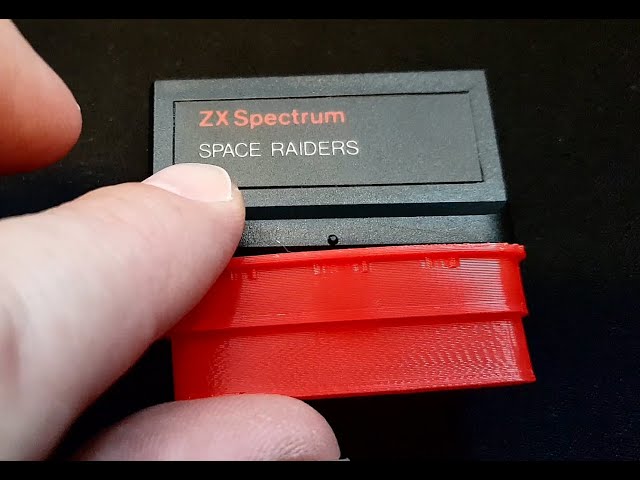 ZX Spectrum
SPACE RAIDERS